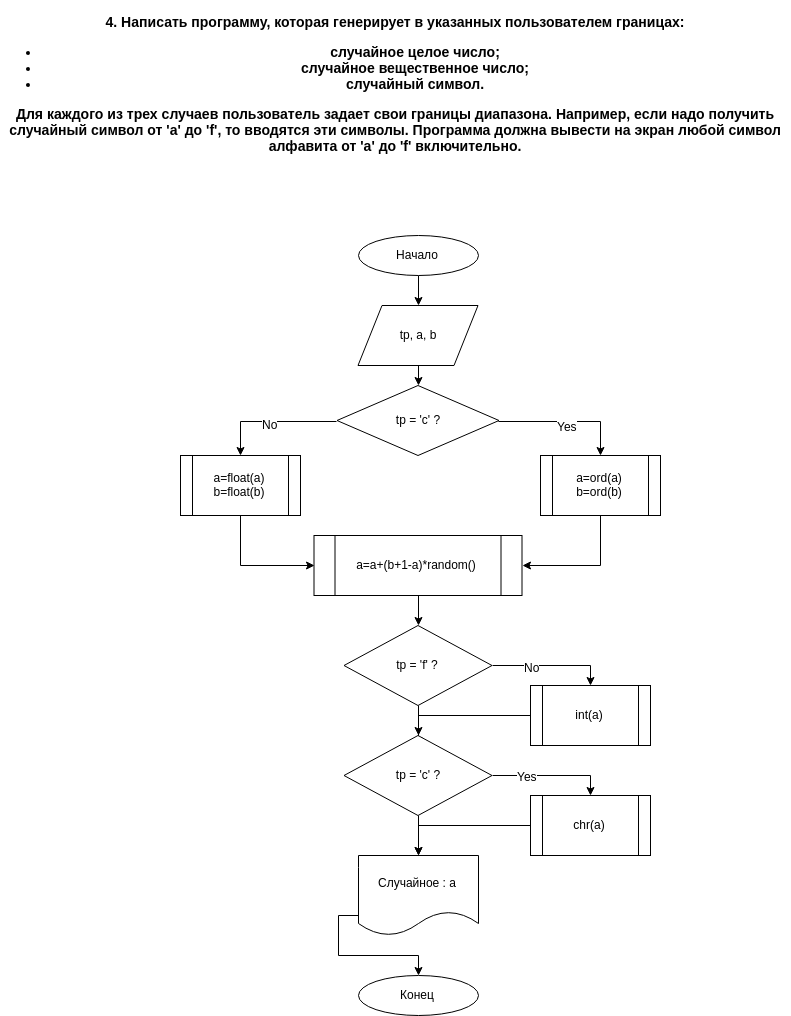 4. Написать программу, которая генерирует в указанных пользователем границах:
• случайное целое число;
• случайное вещественное число;
• случайный символ.
Для каждого из трех случаев пользователь задает свои границы диапазона. Например, если надо получить
случайный символ от 'a' до 'f', то вводятся эти символы. Программа должна вывести на экран любой символ
алфавита от 'a' до 'f' включительно.
Начало
tp, a, b
tp = 'c' ?
No
Yes
a=float(a)
b=float(b)
a=ord(a)
b=ord(b)
a=a+(b+1-a)*random()
tp = 'f' ?
No
int(a)
tp = 'c' ?
Yes
chr(a)
Случайное : a
Конец